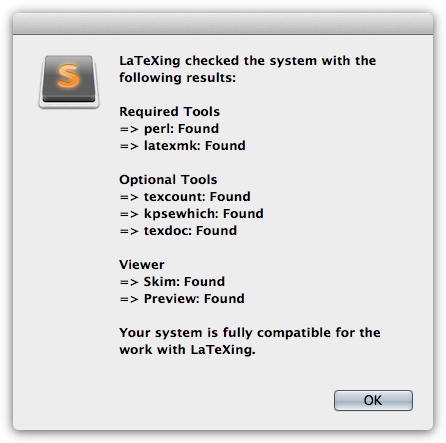 S
LaTeXing checked the system with the
following results:
Required Tools
=> perl: Found
=> latexmk: Found
Optional Tools
=> texcount: Found
=> kpsewhich: Found
=> texdoc: Found
Viewer
=> Skim: Found
=> Preview: Found
Your system is fully compatible for the
work with LaTeXing.
OK